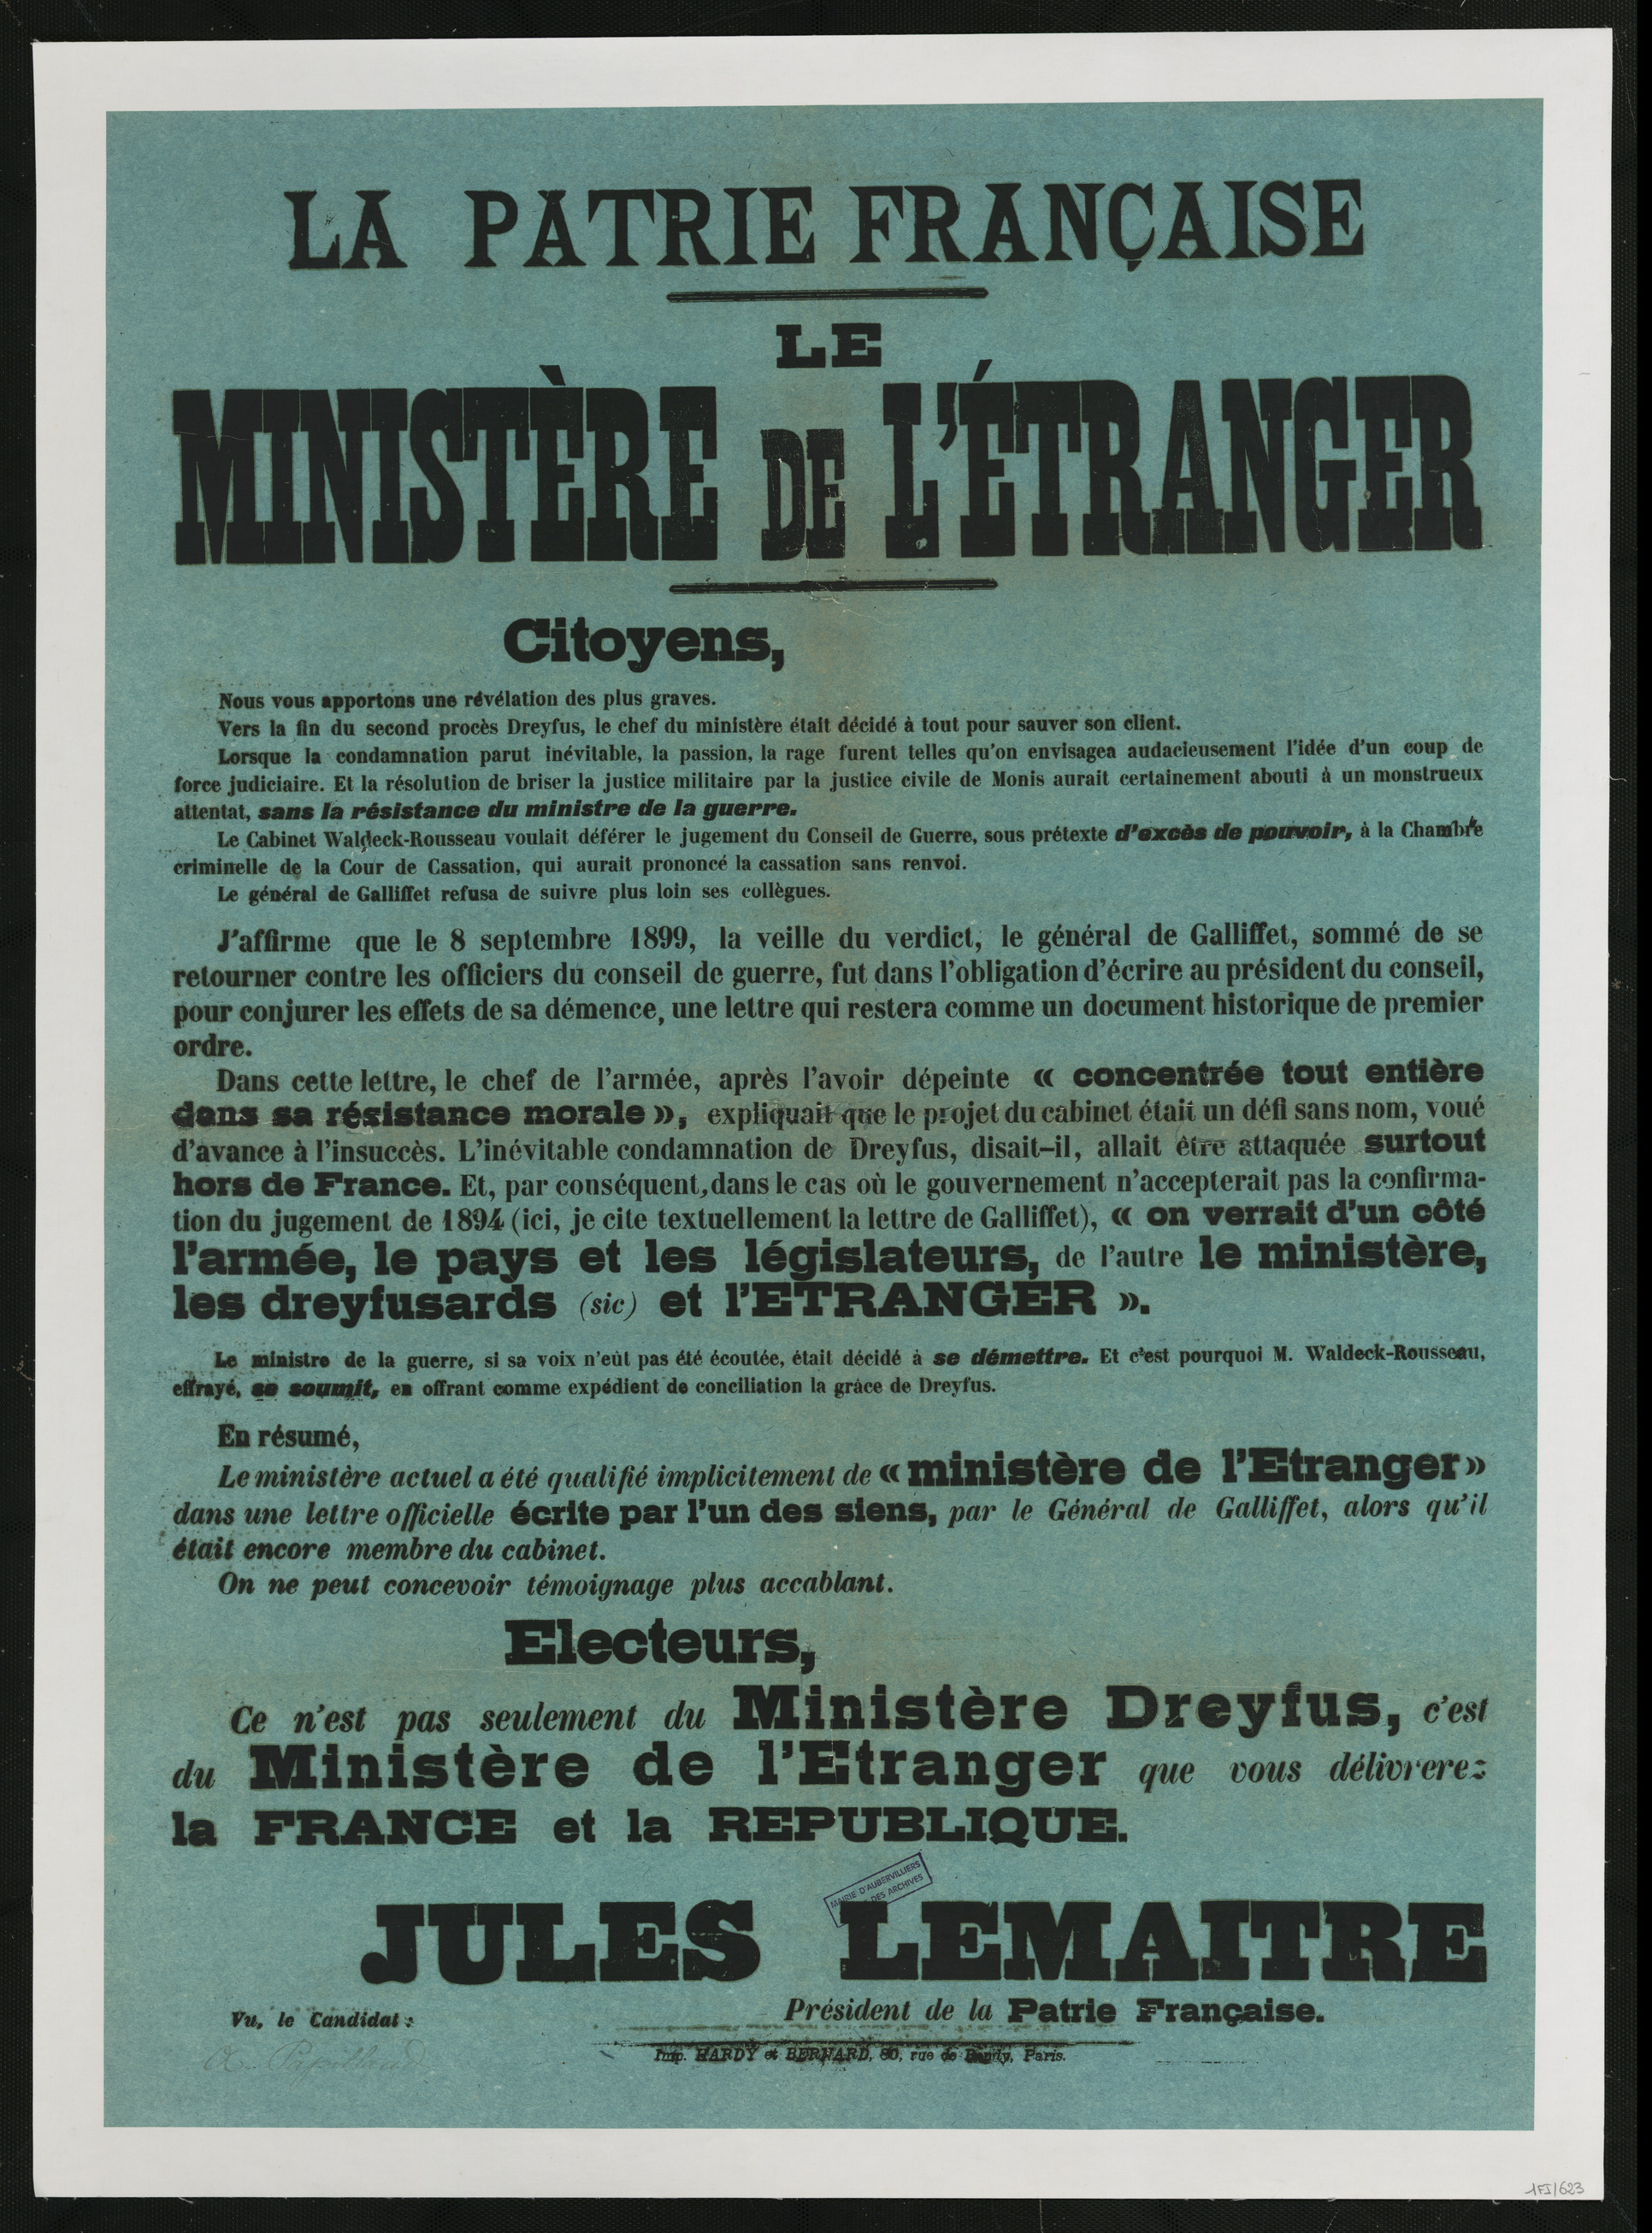 LA PATRIE FRANÇAISE
LE
MINISTÈRE DE L'ÉTRANGER
Citoyens,
Nous vous apportons une révélation des plus graves.
Vers la fin du second procès Dreyfus, le chef du ministère était décidé à tout pour sauver son client.
Lorsque la condamnation parut inévitable, la passion, la rage furent telles qu'on envisagea audacieusement l'idée d'un coup de
force judiciaire. Et la résolution de briser la justice militaire par la justice civile de Monis aurait certainement abouti à un monstrueux
attentat, sans la résistance du ministre de la guerre.
Le Cabinet Waldeck-Rousseau voulait déférer le jugement du Conseil de Guerre, sous prétexte d'excès de pouvoir, à la Chambre
criminelle de la Cour de Cassation, qui aurait prononcé la cassation sans renvoi.
Le général de Galliffet refusa de suivre plus loin ses collègues.
J'affirme que le 8 septembre 1899, la veille du verdict, le général de Galliffet, sommé de se
retourner contre les officiers du conseil de guerre, fut dans l'obligation d'écrire au président du conseil,
pour conjurer les effets de sa démence, une lettre qui restera comme un document historique de premier
ordre.
Dans cette lettre, le chef de l'armée, après l'avoir dépeinte « concentrée tout entière
dans sa résistance morale », expliquait que le projet du cabinet était un défi sans nom, voué
d'avance à l'insuccès. L'inévitable condamnation de Dreyfus, disait-il, allait être attaquée surtout
hors de France. Et, par conséquent, dans le cas où le gouvernement n'accepterait pas la confirma-
tion du jugement de 1894 (ici, je cite textuellement la lettre de Galliffet), « on verrait d'un côté
l'armée, le pays et les législateurs, de l'autre le ministère,
les dreyfusards (sic) et l'ETRANGER ».
Le ministre de la guerre, si sa voix n'eût pas été écoutée, était décidé à se démettre. Et c'est pourquoi M. Waldeck-Rousseau,
effrayé, se soumit, en offrant comme expédient de conciliation la grâce de Dreyfus.
En résumé,
Le ministère actuel a été qualifié implicitement de « ministère de l'Etranger »
dans une lettre officielle écrite par l'un des siens, par le Général de Galliffet, alors qu'il
était encore membre du cabinet.
On ne peut concevoir témoignage plus accablant.
Electeurs,
Ce n'est pas seulement du Ministère Dreyfus, c'est
du Ministère de l'Etranger que vous délivrerez
la FRANCE et la REPUBLIQUE.
MAIRIE D'AUBERVILLIERS
DES ARCHIVES
JULES LEMAITRE
Président de la Patrie Française.
Vu, le Candidat :
Imp. HARDY et BERNARD, 80, rue de Bondy, Paris.
1FI/623